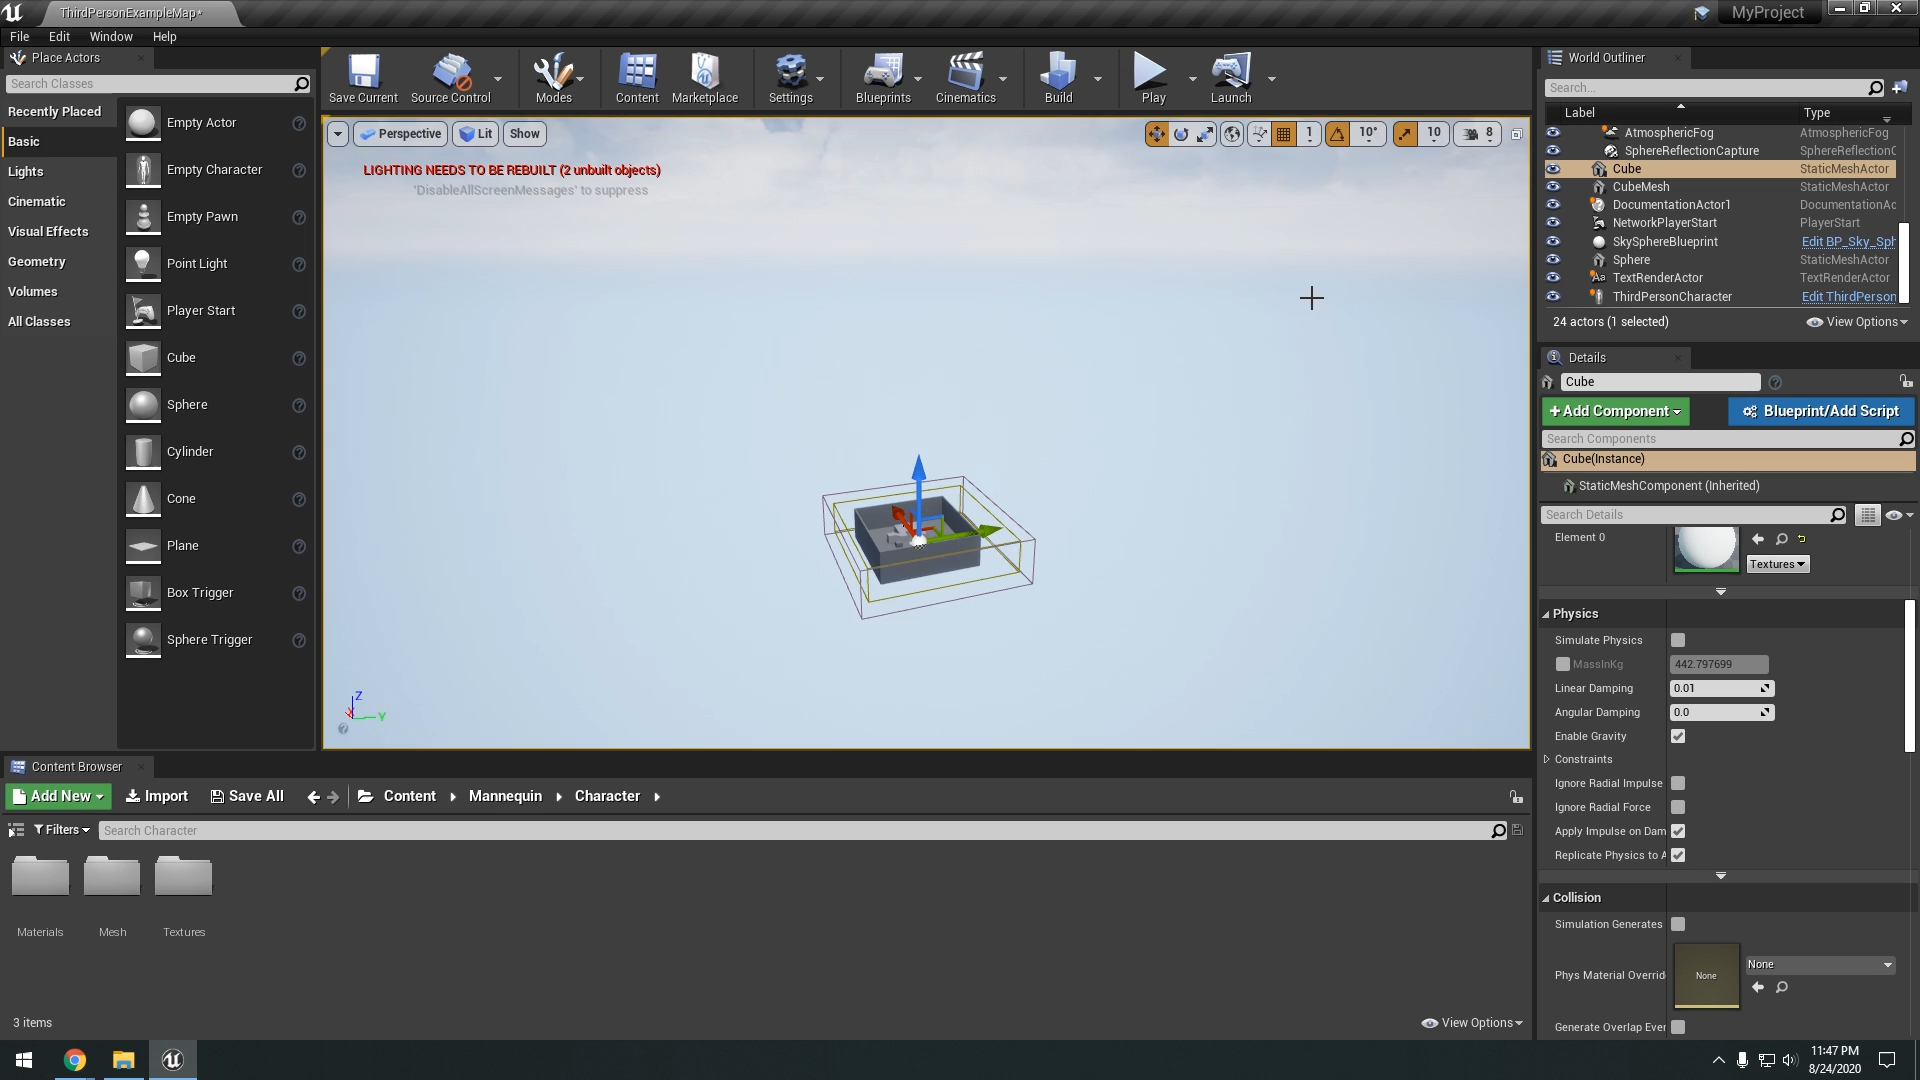 ThirdPersonExampleMap*
MyProject
File Edit Window Help
Place Actors
Search Classes
Recently Placed
Basic
Lights
Cinematic
Visual Effects
Geometry
Volumes
All Classes
Empty Actor
Empty Character
Empty Pawn
Point Light
Player Start
Cube
Sphere
Cylinder
Cone
Plane
Box Trigger
Sphere Trigger
Save Current Source Control Modes Content Marketplace Settings Blueprints Cinematics Build Play Launch
Perspective Lit Show
1 10° 10 8
LIGHTING NEEDS TO BE REBUILT (2 unbuilt objects)
'DisableAllScreenMessages' to suppress
Z
X Y
World Outliner
Search...
Label Type
AtmosphericFog AtmosphericFog
SphereReflectionCapture SphereReflectionC
Cube StaticMeshActor
CubeMesh StaticMeshActor
DocumentationActor1 DocumentationAc
NetworkPlayerStart PlayerStart
SkySphereBlueprint Edit BP_Sky_Sph
Sphere StaticMeshActor
Aa TextRenderActor TextRenderActor
ThirdPersonCharacter Edit ThirdPerson
24 actors (1 selected) View Options
Details
Cube
+Add Component Blueprint/Add Script
Search Components
Cube(Instance)
StaticMeshComponent (Inherited)
Search Details
Element 0
Textures
Physics
Simulate Physics
MassInKg 442.797699
Linear Damping 0.01
Angular Damping 0.0
Enable Gravity
Constraints
Ignore Radial Impulse
Ignore Radial Force
Apply Impulse on Dam
Replicate Physics to A
Collision
Simulation Generates
Phys Material Overrid None None
Generate Overlap Ever
Content Browser
Add New Import Save All Content Mannequin Character
Filters Search Character
Materials Mesh Textures
3 items View Options
11:47 PM
8/24/2020